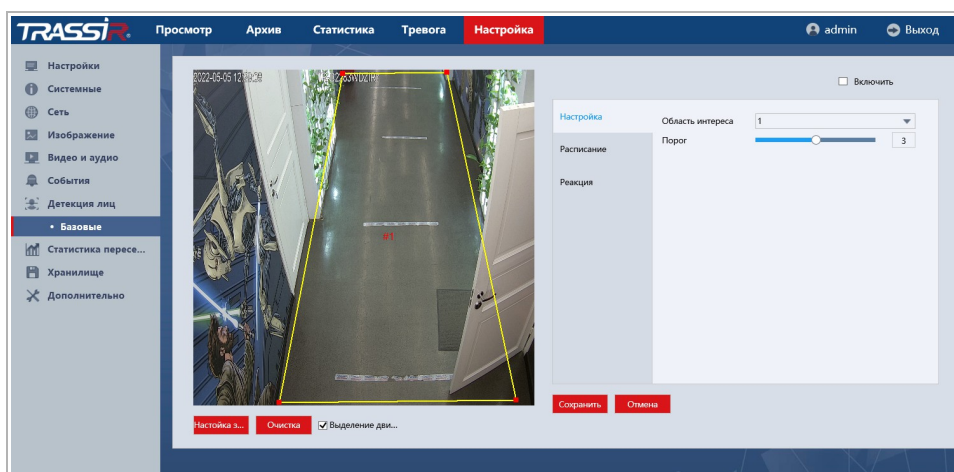 TRASSIR
Просмотр Архив Статистика Тревога Настройка admin Выход
Настройки
Системные
Сеть
Изображение
Видео и аудио
События
Детекция лиц
• Базовые
Статистика пересе...
Хранилище
Дополнительно
2022-05-05
#1
Настойка з... Очистка Выделение дви...
Включить
Настройка
Расписание
Реакция
Область интереса 1
Порог 3
Сохранить Отмена